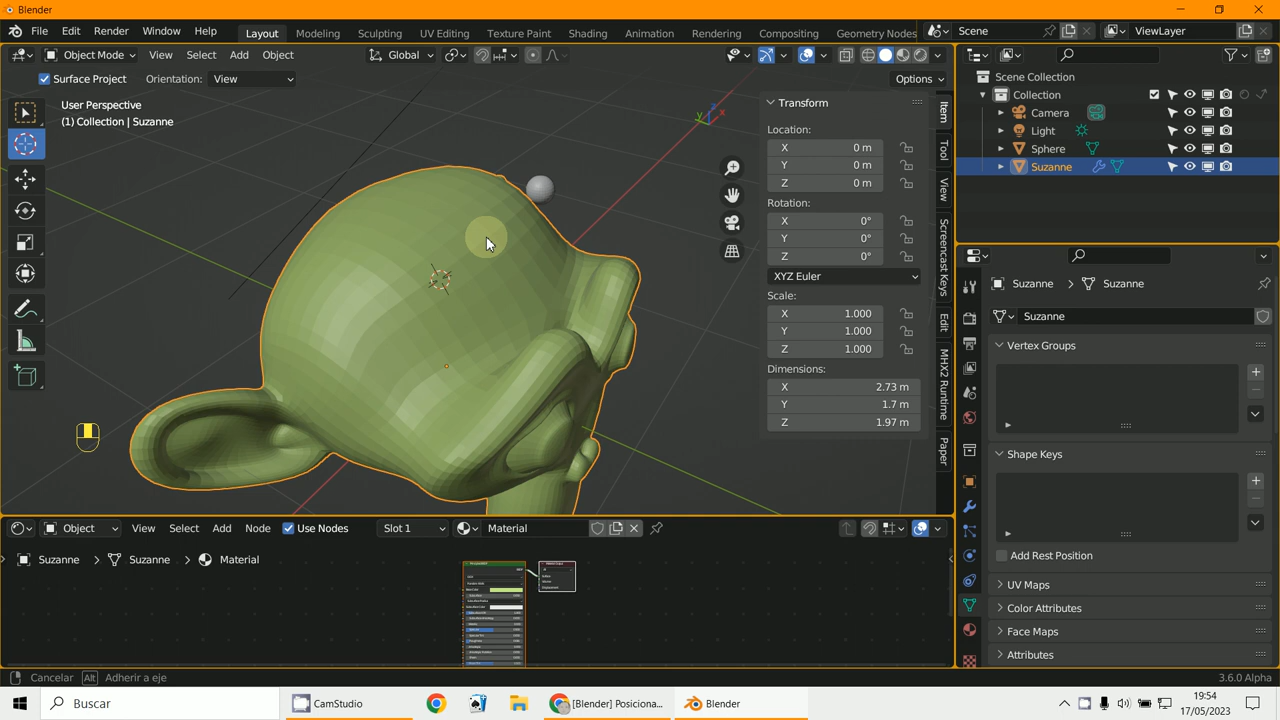 Blender
File Edit Render Window Help Layout Modeling Sculpting UV Editing Texture Paint Shading Animation Rendering Compositing Geometry Nodes Scene ViewLayer
Object Mode View Select Add Object Global
Surface Project Orientation: View Options
User Perspective
(1) Collection | Suzanne
Transform
Location:
X 0 m
Y 0 m
Z 0 m
Rotation:
X 0°
Y 0°
Z 0°
XYZ Euler
Scale:
X 1.000
Y 1.000
Z 1.000
Dimensions:
X 2.73 m
Y 1.7 m
Z 1.97 m
Item
Tool
View
Screencast Keys
Edit
MHX2 Runtime
Paper
Scene Collection
Collection
Camera
Light
Sphere
Suzanne
Suzanne Suzanne
Suzanne
Vertex Groups
Shape Keys
Add Rest Position
UV Maps
Color Attributes
Face Maps
Attributes
Object View Select Add Node Use Nodes Slot 1 Material
Suzanne Suzanne Material
Cancelar Alt Adherir a eje 3.6.0 Alpha
Buscar CamStudio [Blender] Posiciona... Blender
19:54
17/05/2023